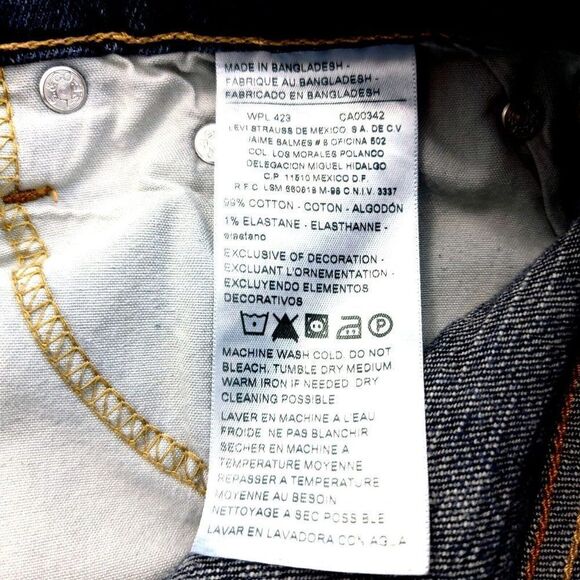 MADE IN BANGLADESH -
FABRIQUE AU BANGLADESH -
FABRICADO EN BANGLADESH
WPL 423 CA00342
LEVI STRAUSS DE MEXICO, S.A. DE C.V
JAIME BALMES # 8 OFICINA 502
COL. LOS MORALES POLANCO
DELEGACION MIGUEL HIDALGO
C.P. 11510 MEXICO D.F.
R.F.C. LSM 880818 M-98 C.N.I.V. 3337
99% COTTON - COTON - ALGODÓN
1% ELASTANE - ELASTHANNE -
elastano
EXCLUSIVE OF DECORATION -
EXCLUANT L'ORNEMENTATION -
EXCLUYENDO ELEMENTOS
DECORATIVOS
P
MACHINE WASH COLD. DO NOT
BLEACH, TUMBLE DRY MEDIUM
WARM IRON IF NEEDED. DRY
CLEANING POSSIBLE
LAVER EN MACHINE A L'EAU
FROIDE. NE PAS BLANCHIR
SECHER EN MACHINE A
TEMPERATURE MOYENNE
REPASSER A TEMPERATURE
MOYENNE AU BESOIN
NETTOYAGE A SEC POSSIBLE
LAVAR EN LAVADORA CON AGUA